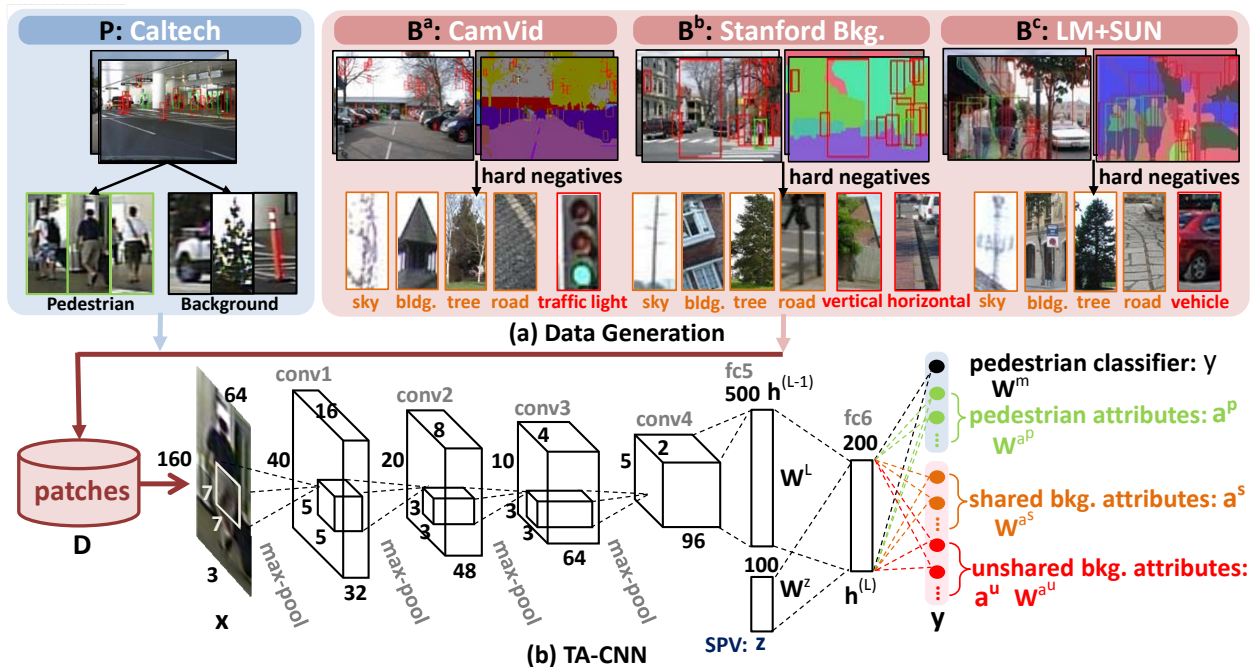 P: Caltech
Bᵃ: CamVid
Bᵇ: Stanford Bkg.
Bᶜ: LM+SUN
hard negatives
hard negatives
hard negatives
Pedestrian
Background
sky
bldg.
tree
road
traffic light
sky
bldg.
tree
road
vertical
horizontal
sky
bldg.
tree
road
vehicle
(a) Data Generation
patches
D
160
64
7
7
3
x
conv1
16
40
5
5
32
max-pool
conv2
8
20
3
3
48
max-pool
conv3
4
10
3
3
64
max-pool
conv4
2
5
96
fc5
500
h⁽ᴸ⁻¹⁾
Wᴸ
100
Wᶻ
SPV: z
fc6
200
h⁽ᴸ⁾
pedestrian classifier: y
Wᵐ
pedestrian attributes: aᵖ
Wᵃᵖ
shared bkg. attributes: aˢ
Wᵃˢ
unshared bkg. attributes:
aᵘ Wᵃᵘ
y
(b) TA-CNN